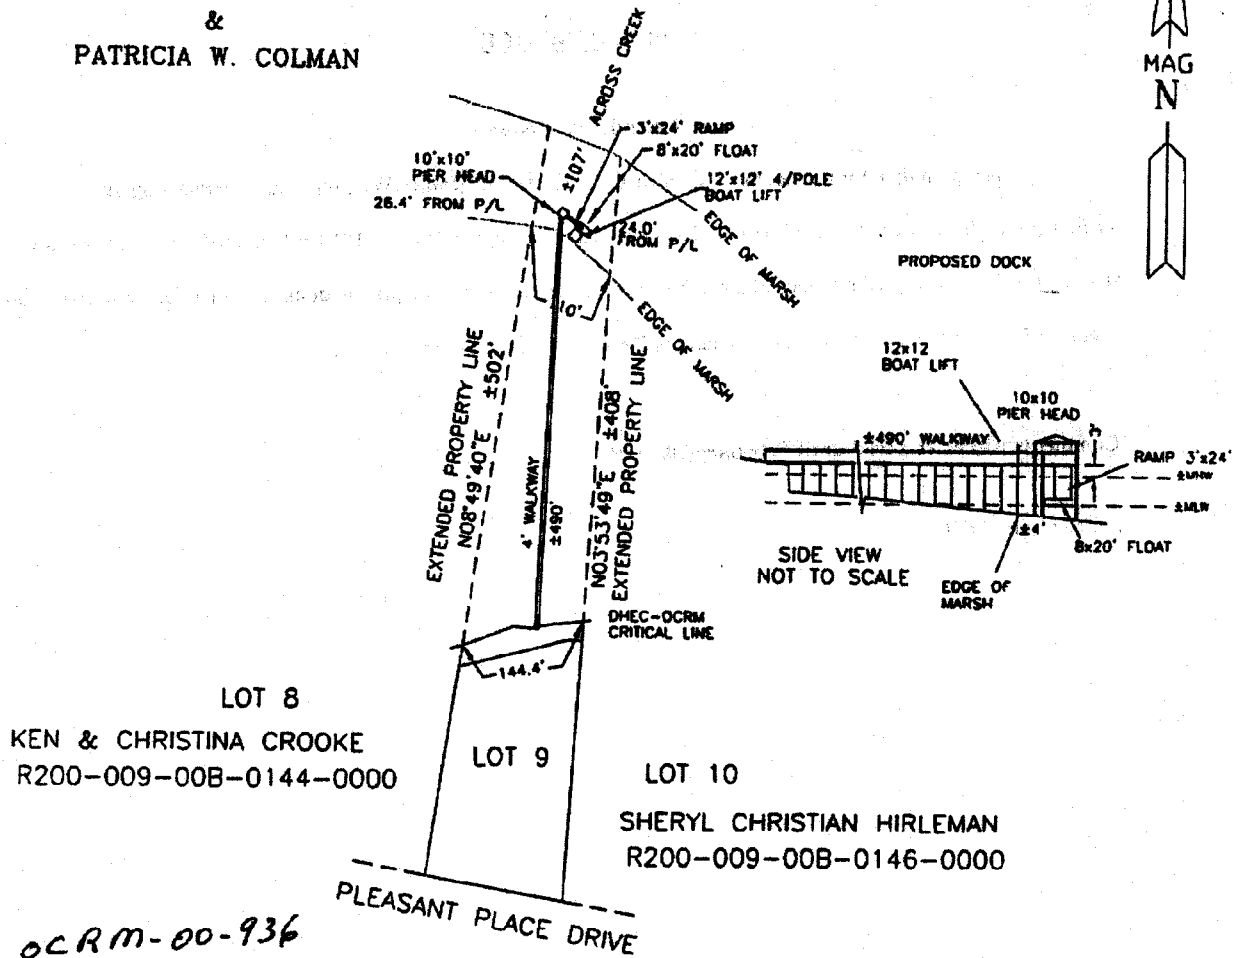 &
PATRICIA W. COLMAN
MAG
N
ACROSS CREEK
±107'
3'x24' RAMP
8'x20' FLOAT
12'x12' 4/POLE
BOAT LIFT
10'x10'
PIER HEAD
26.4' FROM P/L
24.0'
FROM P/L
EDGE OF MARSH
EDGE OF MARSH
PROPOSED DOCK
EXTENDED PROPERTY LINE
N08°49'40"E ±502'
4' WALKWAY
±490'
N03°53'49"E ±408'
EXTENDED PROPERTY LINE
12x12
BOAT LIFT
10x10
PIER HEAD
±490' WALKWAY
RAMP 3'x24'
±MHW
±MLW
±4'
8x20' FLOAT
SIDE VIEW
NOT TO SCALE
EDGE OF
MARSH
DHEC-OCRM
CRITICAL LINE
144.4'
LOT 8
KEN & CHRISTINA CROOKE
R200-009-00B-0144-0000
LOT 9
LOT 10
SHERYL CHRISTIAN HIRLEMAN
R200-009-00B-0146-0000
PLEASANT PLACE DRIVE
OCRM-00-936